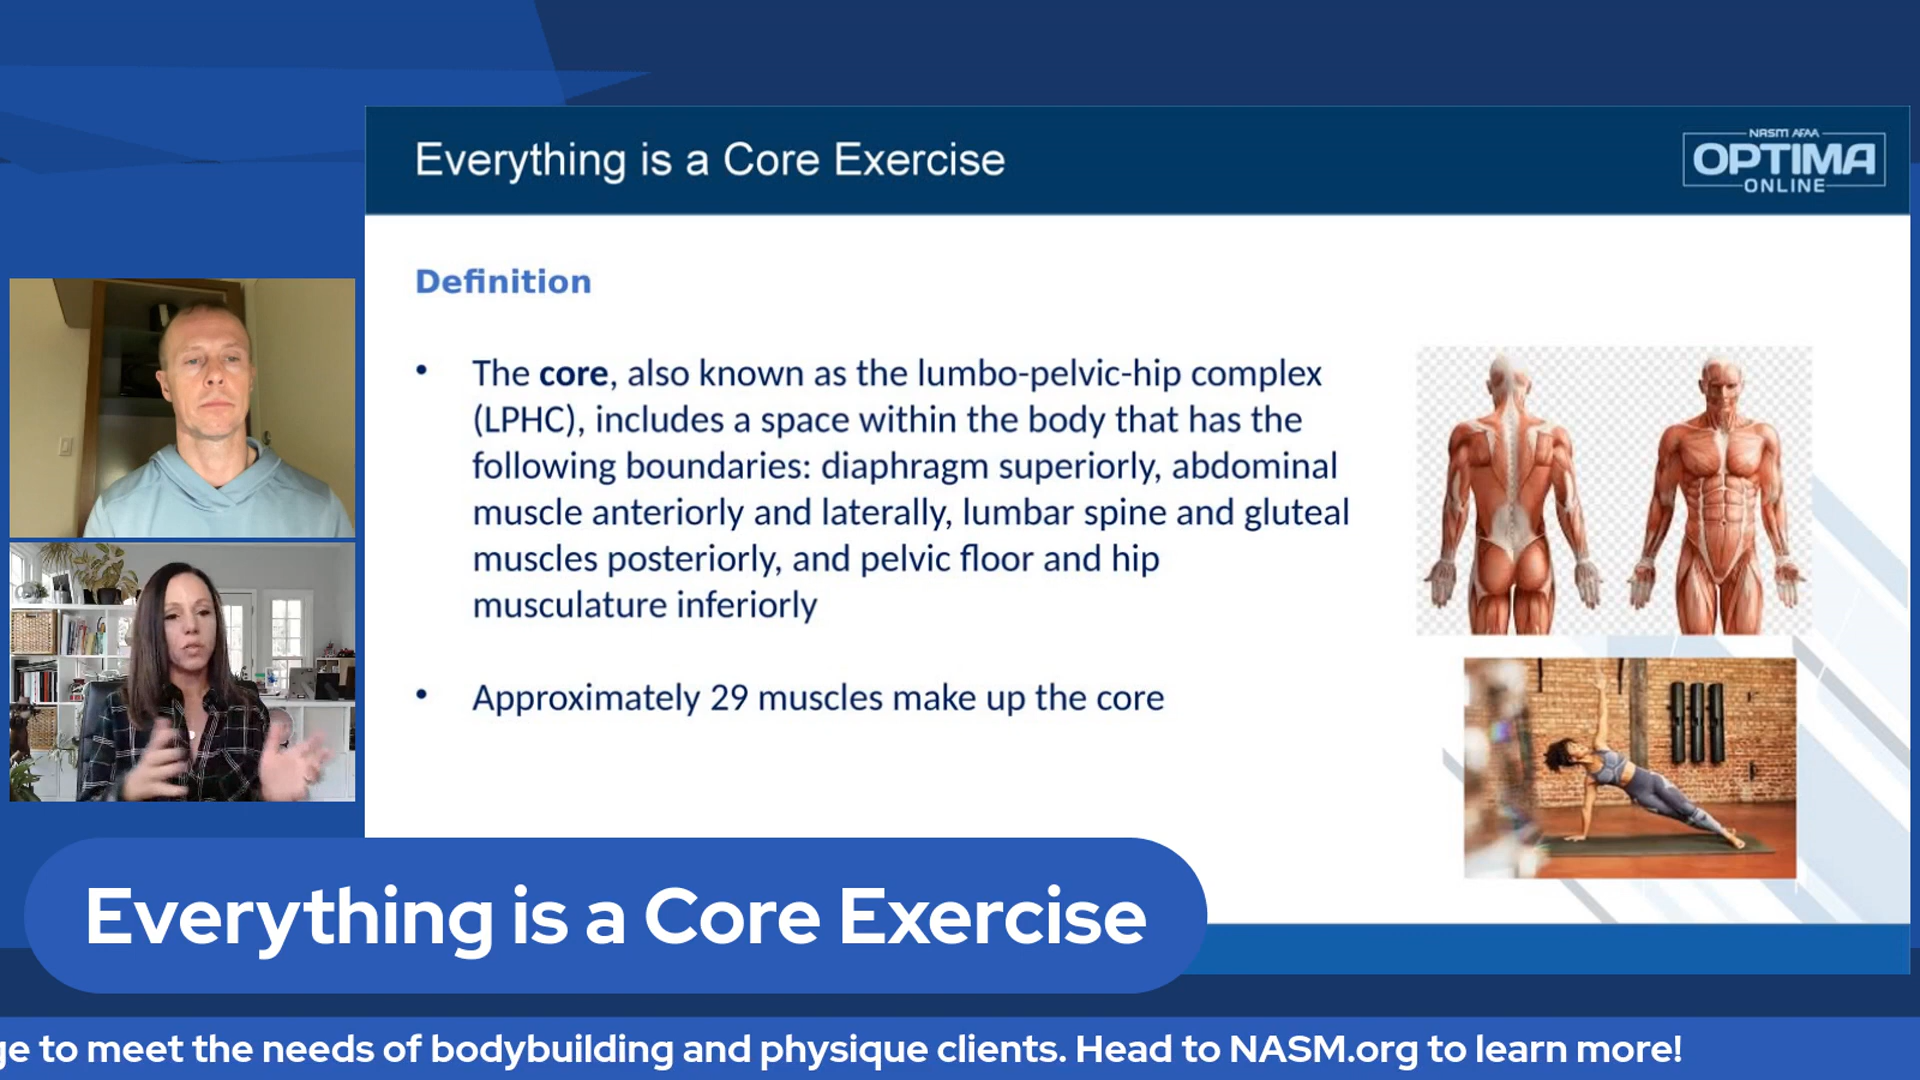 Everything is a Core Exercise
NASM AFAA
OPTIMA
ONLINE
Definition
• The core, also known as the lumbo-pelvic-hip complex
(LPHC), includes a space within the body that has the
following boundaries: diaphragm superiorly, abdominal
muscle anteriorly and laterally, lumbar spine and gluteal
muscles posteriorly, and pelvic floor and hip
musculature inferiorly
• Approximately 29 muscles make up the core
Everything is a Core Exercise
to meet the needs of bodybuilding and physique clients. Head to NASM.org to learn more!